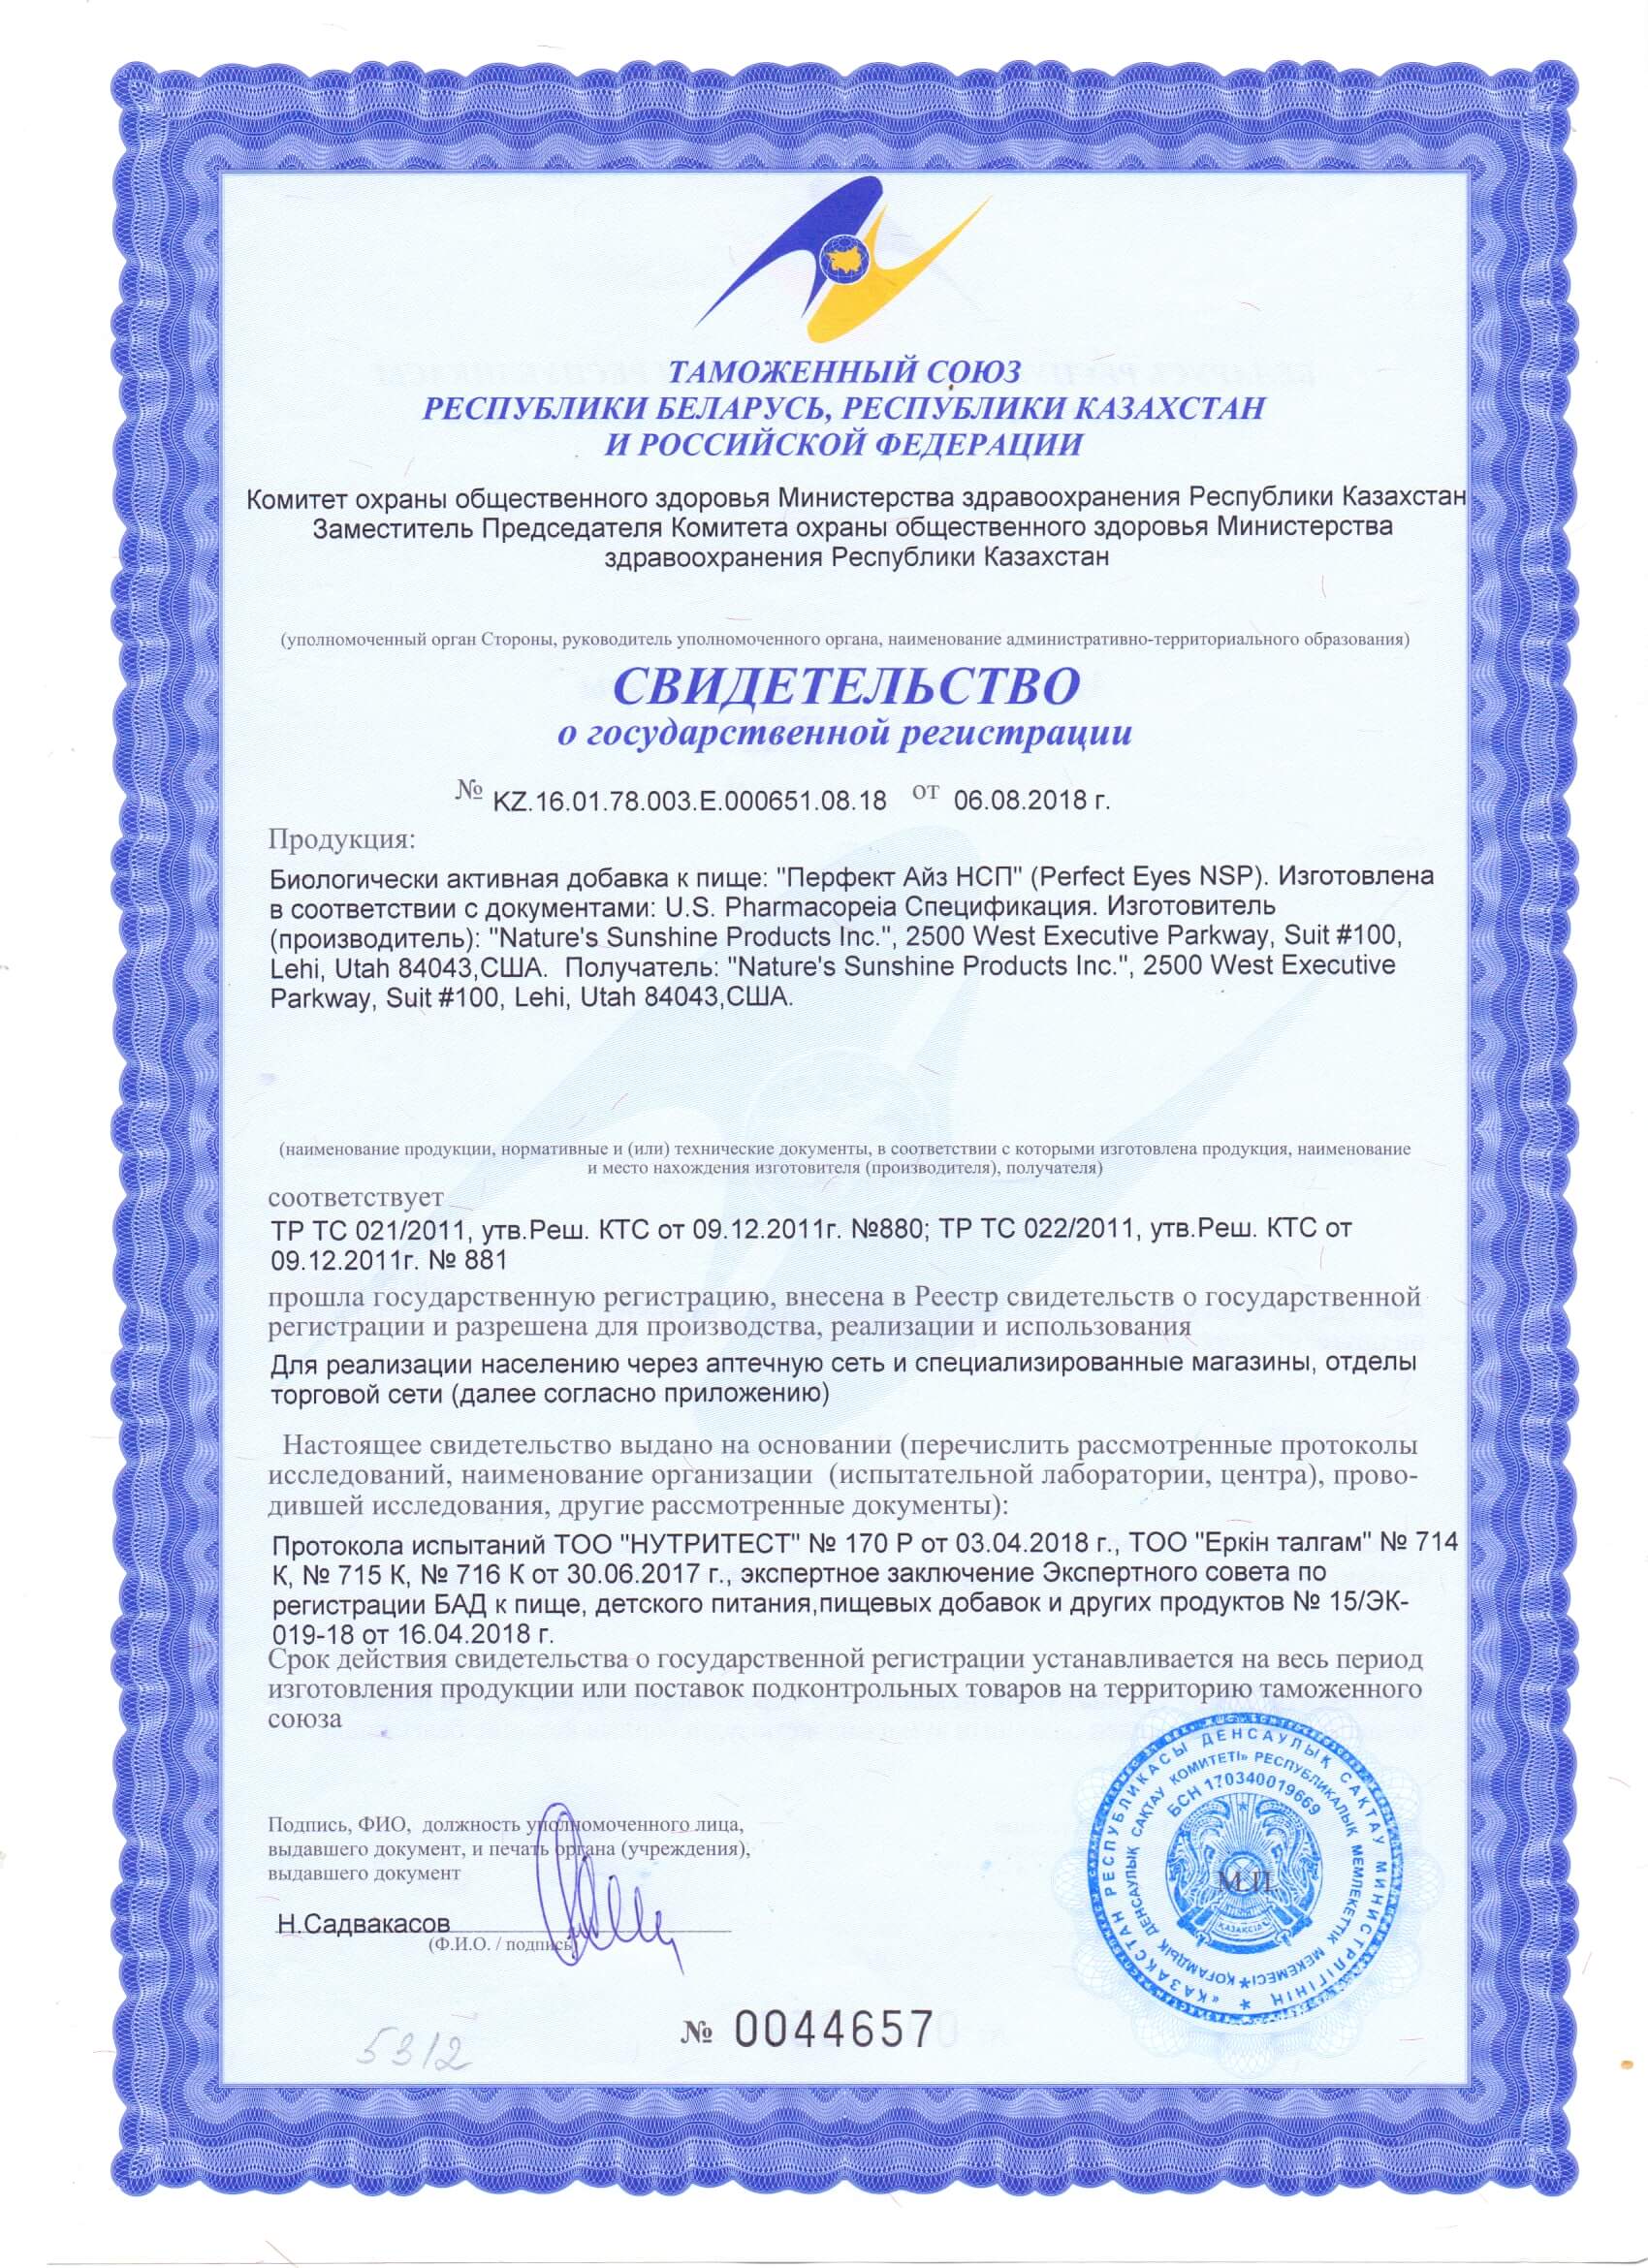 ТАМОЖЕННЫЙ СОЮЗ
РЕСПУБЛИКИ БЕЛАРУСЬ, РЕСПУБЛИКИ КАЗАХСТАН
И РОССИЙСКОЙ ФЕДЕРАЦИИ
Комитет охраны общественного здоровья Министерства здравоохранения Республики Казахстан
Заместитель Председателя Комитета охраны общественного здоровья Министерства
здравоохранения Республики Казахстан
(уполномоченный орган Стороны, руководитель уполномоченного органа, наименование административно-территориального образования)
СВИДЕТЕЛЬСТВО
о государственной регистрации
№ KZ.16.01.78.003.E.000651.08.18 от 06.08.2018 г.
Продукция:
Биологически активная добавка к пище: "Перфект Айз НСП" (Perfect Eyes NSP). Изготовлена
в соответствии с документами: U.S. Pharmacopeia Спецификация. Изготовитель
(производитель): "Nature's Sunshine Products Inc.", 2500 West Executive Parkway, Suit #100,
Lehi, Utah 84043,США. Получатель: "Nature's Sunshine Products Inc.", 2500 West Executive
Parkway, Suit #100, Lehi, Utah 84043,США.
(наименование продукции, нормативные и (или) технические документы, в соответствии с которыми изготовлена продукция, наименование
и место нахождения изготовителя (производителя), получателя)
соответствует
ТР ТС 021/2011, утв.Реш. КТС от 09.12.2011г. №880; ТР ТС 022/2011, утв.Реш. КТС от
09.12.2011г. № 881
прошла государственную регистрацию, внесена в Реестр свидетельств о государственной
регистрации и разрешена для производства, реализации и использования
Для реализации населению через аптечную сеть и специализированные магазины, отделы
торговой сети (далее согласно приложению)
Настоящее свидетельство выдано на основании (перечислить рассмотренные протоколы
исследований, наименование организации (испытательной лаборатории, центра), прово-
дившей исследования, другие рассмотренные документы):
Протокола испытаний ТОО "НУТРИТЕСТ" № 170 Р от 03.04.2018 г., ТОО "Еркін талгам" № 714
К, № 715 К, № 716 К от 30.06.2017 г., экспертное заключение Экспертного совета по
регистрации БАД к пище, детского питания,пищевых добавок и других продуктов № 15/ЭК-
019-18 от 16.04.2018 г.
Срок действия свидетельства о государственной регистрации устанавливается на весь период
изготовления продукции или поставок подконтрольных товаров на территорию таможенного
союза
Подпись, ФИО, должность уполномоченного лица,
выдавшего документ, и печать органа (учреждения),
выдавшего документ
Н.Садвакасов
(Ф.И.О. / подпись)
«ҚАЗАҚСТАН РЕСПУБЛИКАСЫ ДЕНСАУЛЫҚ САҚТАУ МИНИСТРЛІГІНІҢ
ҚОҒАМДЫҚ ДЕНСАУЛЫҚ САҚТАУ КОМИТЕТІ» РЕСПУБЛИКАЛЫҚ МЕМЛЕКЕТТІК МЕКЕМЕСІ
БСН 170340019669
М.П.
№ 0044657
5312